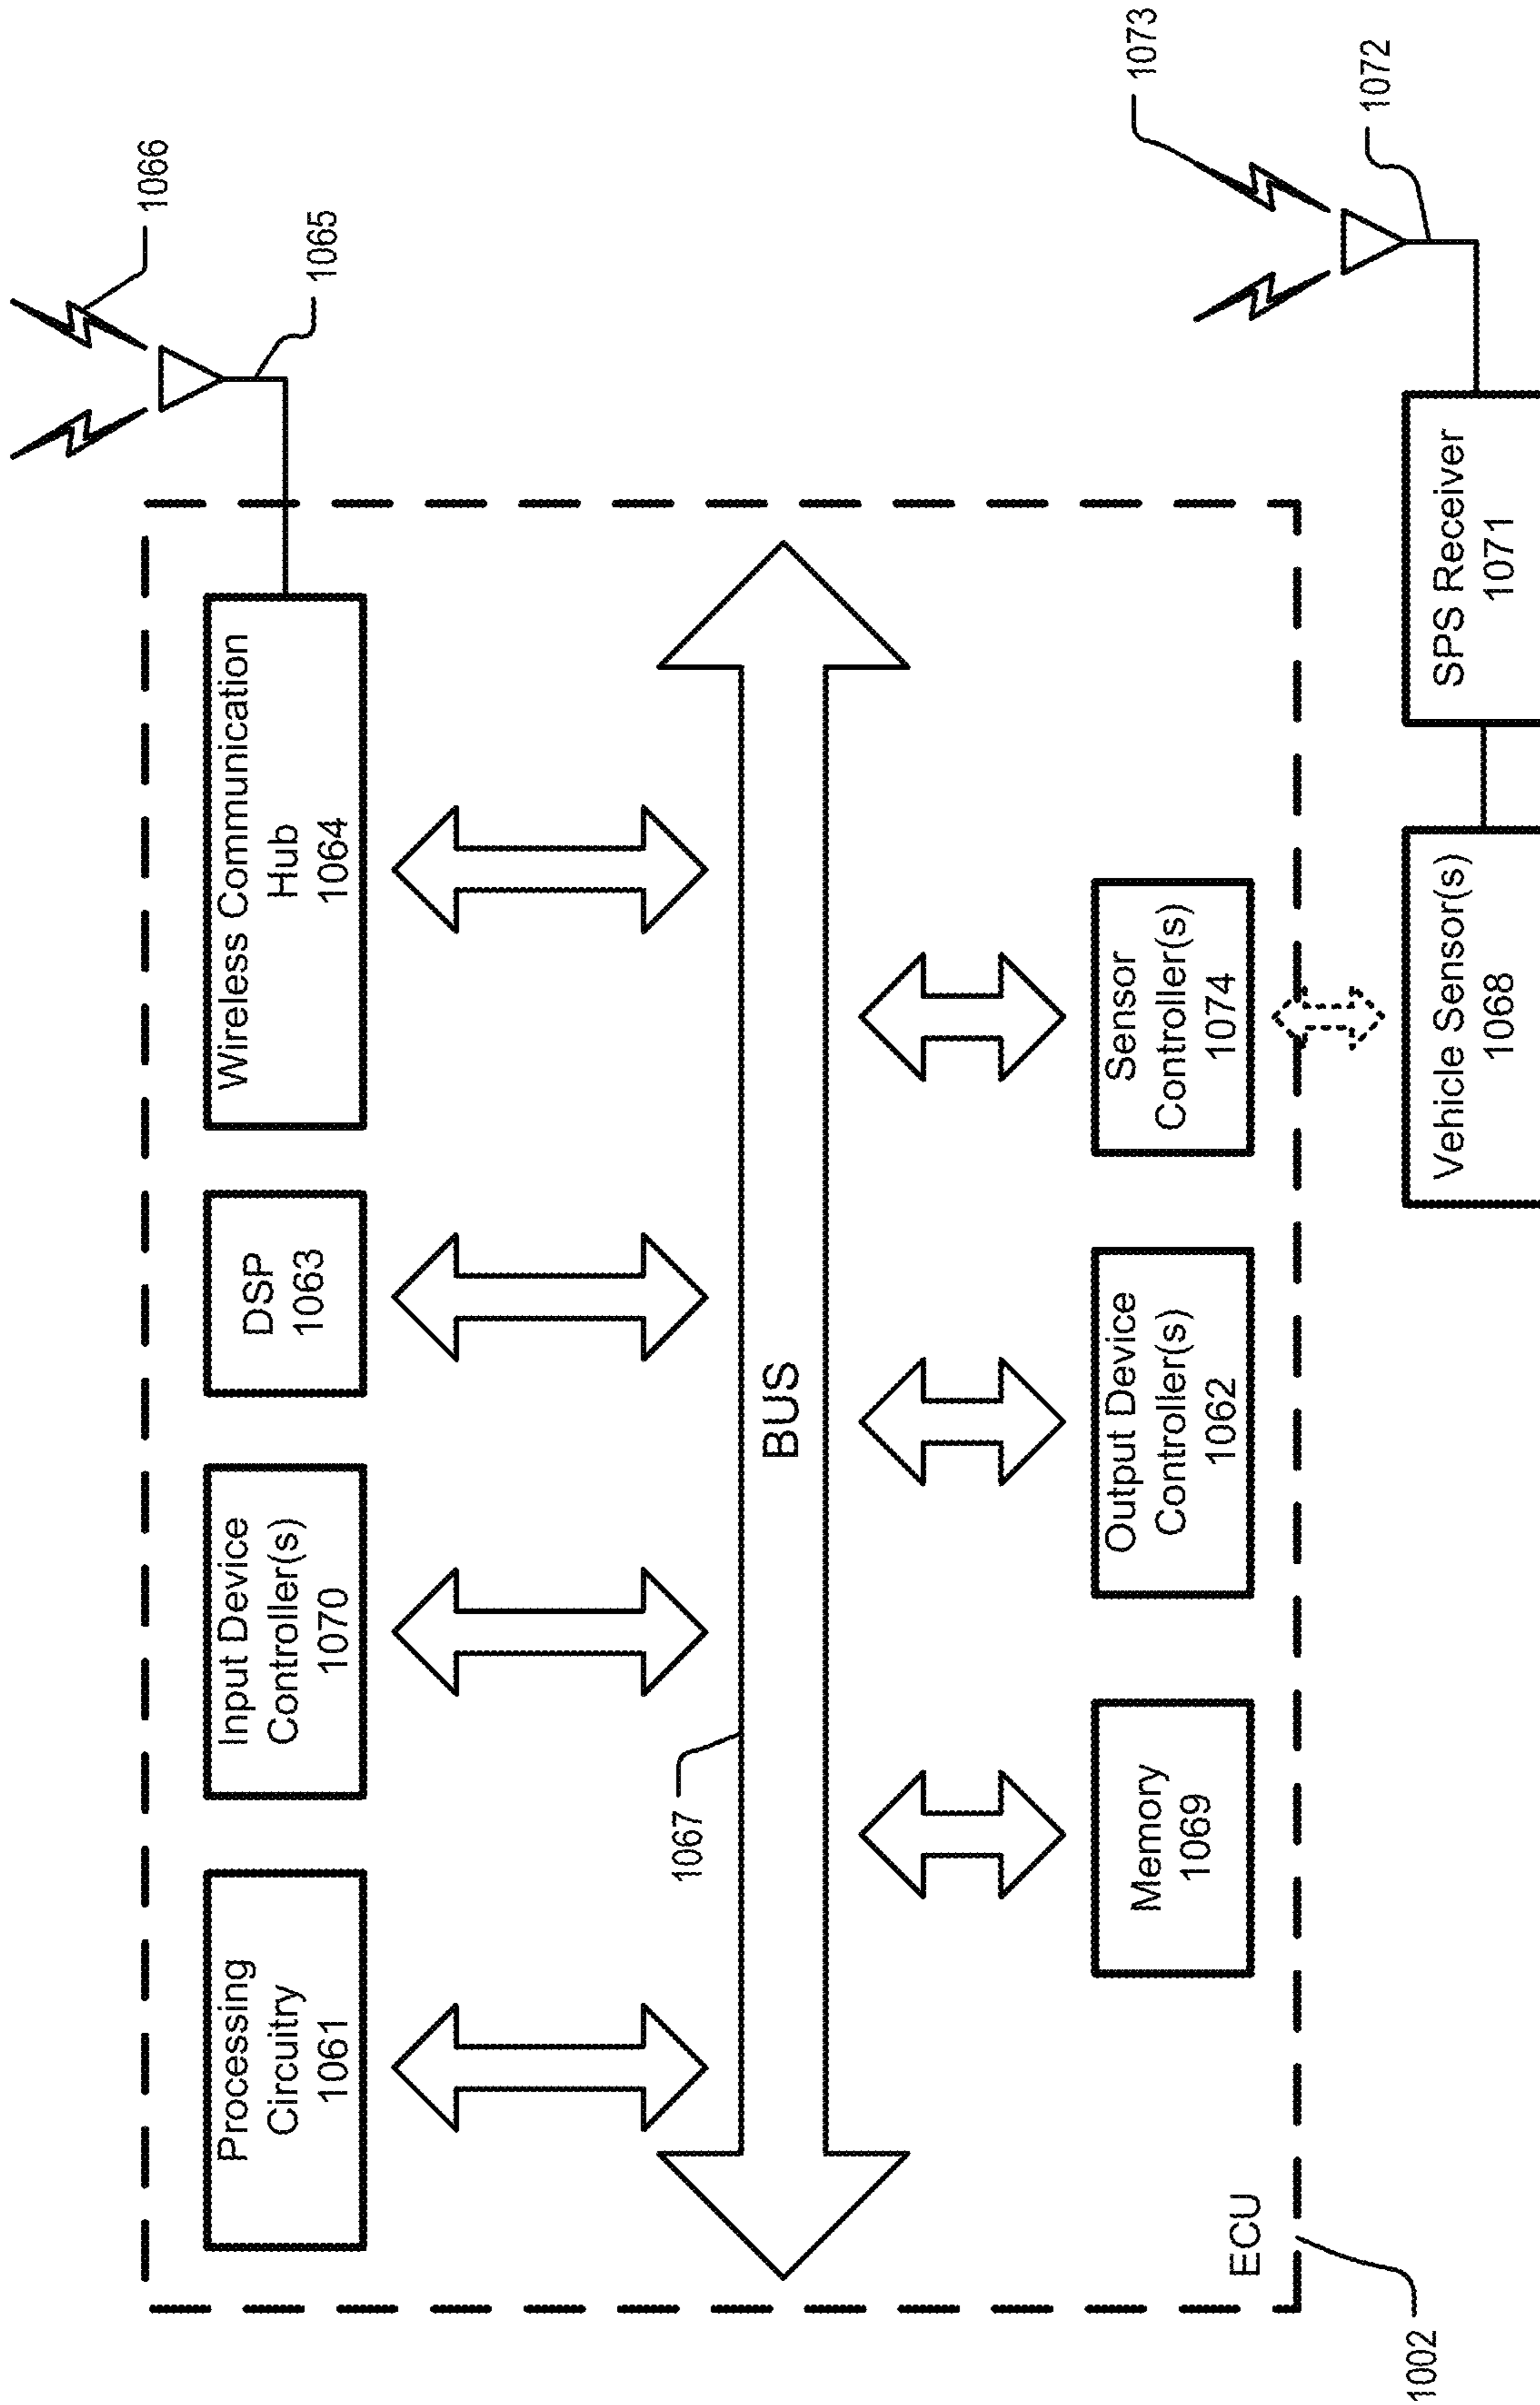 Processing
Circuitry
1061
Input Device
Controller(s)
1070
DSP
1063
Wireless Communication
Hub
1064
1066
1065
1067
BUS
Memory
1069
Output Device
Controller(s)
1062
Sensor
Controller(s)
1074
1073
1072
ECU
1002
Vehicle Sensor(s)
1068
SPS Receiver
1071